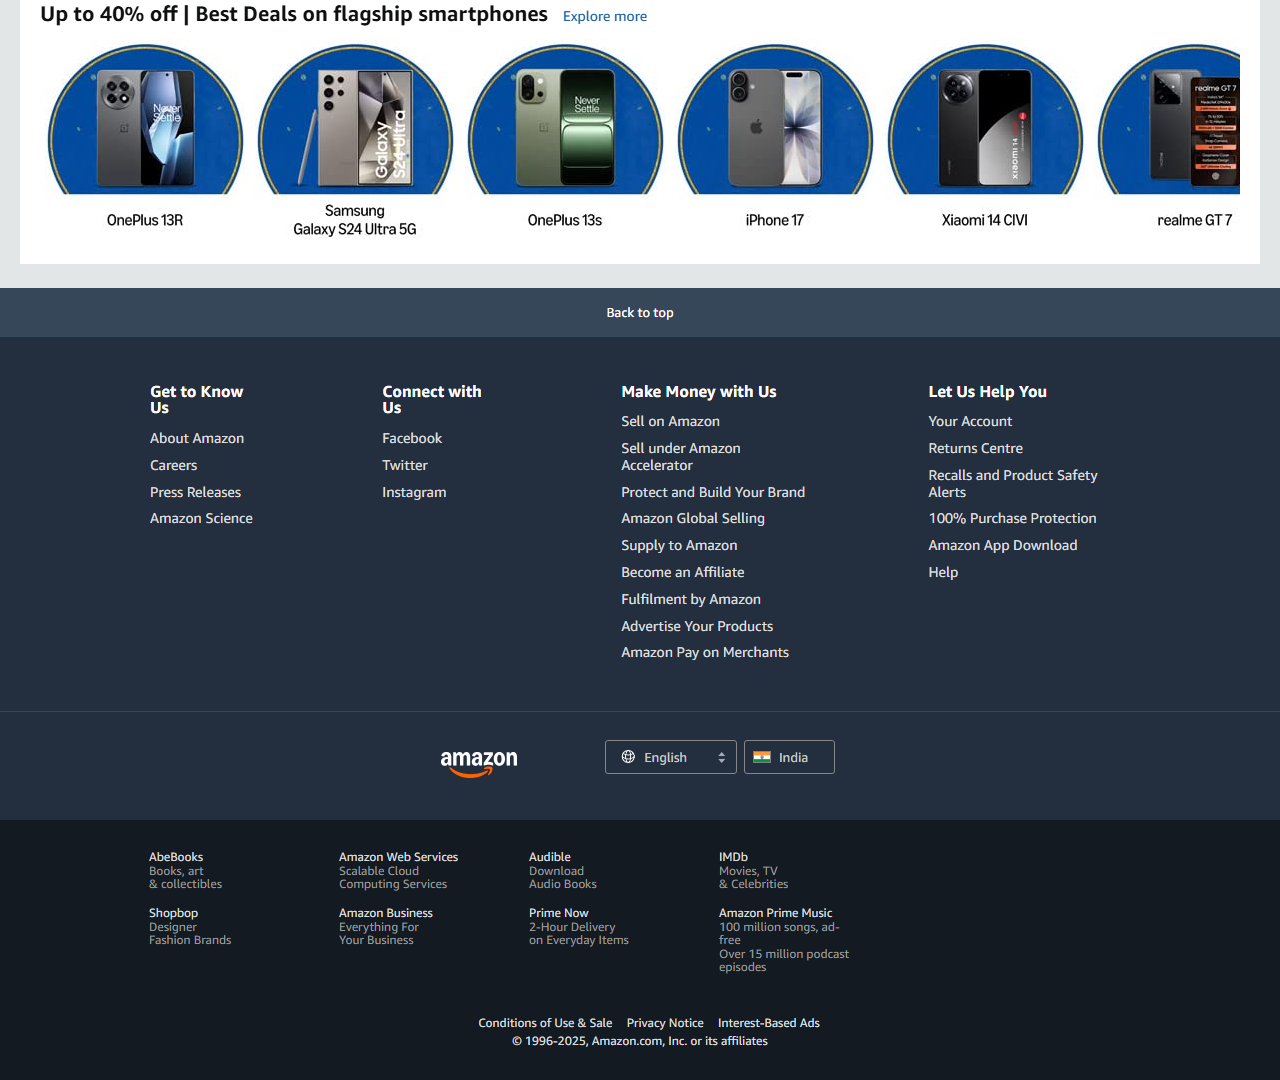 Up to 40% off | Best Deals on flagship smartphones Explore more
Never
Settle
Galaxy
S24 Ultra
Never
Settle
xiaomi 14
realme GT 7
OnePlus 13R
Samsung
Galaxy S24 Ultra 5G
OnePlus 13s
iPhone 17
Xiaomi 14 CIVI
realme GT 7
Back to top
Get to Know
Us
About Amazon
Careers
Press Releases
Amazon Science
Connect with
Us
Facebook
Twitter
Instagram
Make Money with Us
Sell on Amazon
Sell under Amazon
Accelerator
Protect and Build Your Brand
Amazon Global Selling
Supply to Amazon
Become an Affiliate
Fulfilment by Amazon
Advertise Your Products
Amazon Pay on Merchants
Let Us Help You
Your Account
Returns Centre
Recalls and Product Safety
Alerts
100% Purchase Protection
Amazon App Download
Help
amazon
English
India
AbeBooks
Books, art
& collectibles
Amazon Web Services
Scalable Cloud
Computing Services
Audible
Download
Audio Books
IMDb
Movies, TV
& Celebrities
Shopbop
Designer
Fashion Brands
Amazon Business
Everything For
Your Business
Prime Now
2-Hour Delivery
on Everyday Items
Amazon Prime Music
100 million songs, ad-
free
Over 15 million podcast
episodes
Conditions of Use & Sale Privacy Notice Interest-Based Ads
© 1996-2025, Amazon.com, Inc. or its affiliates